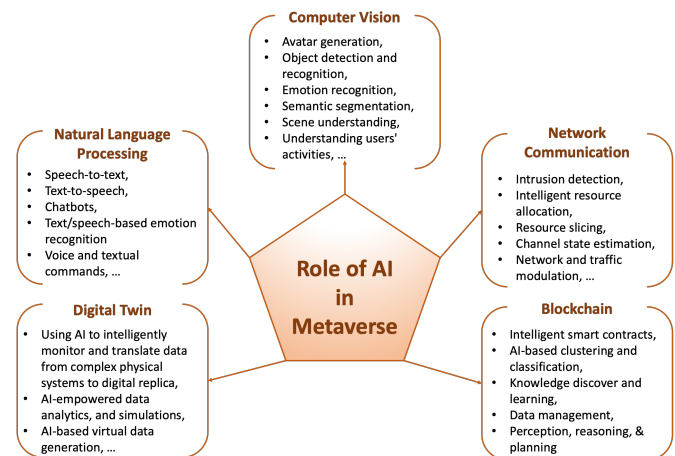 Computer Vision
• Avatar generation,
• Object detection and
recognition,
• Emotion recognition,
• Semantic segmentation,
• Scene understanding,
• Understanding users'
activities, ...
Natural Language
Processing
• Speech-to-text,
• Text-to-speech,
• Chatbots,
• Text/speech-based emotion
recognition
• Voice and textual
commands, ...
Network
Communication
• Intrusion detection,
• Intelligent resource
allocation,
• Resource slicing,
• Channel state estimation,
• Network and traffic
modulation, ...
Role of AI
in
Metaverse
Digital Twin
• Using AI to intelligently
monitor and translate data
from complex physical
systems to digital replica,
• AI-empowered data
analytics, and simulations,
• AI-based virtual data
generation, ...
Blockchain
• Intelligent smart contracts,
• AI-based clustering and
classification,
• Knowledge discover and
learning,
• Data management,
• Perception, reasoning, &
planning